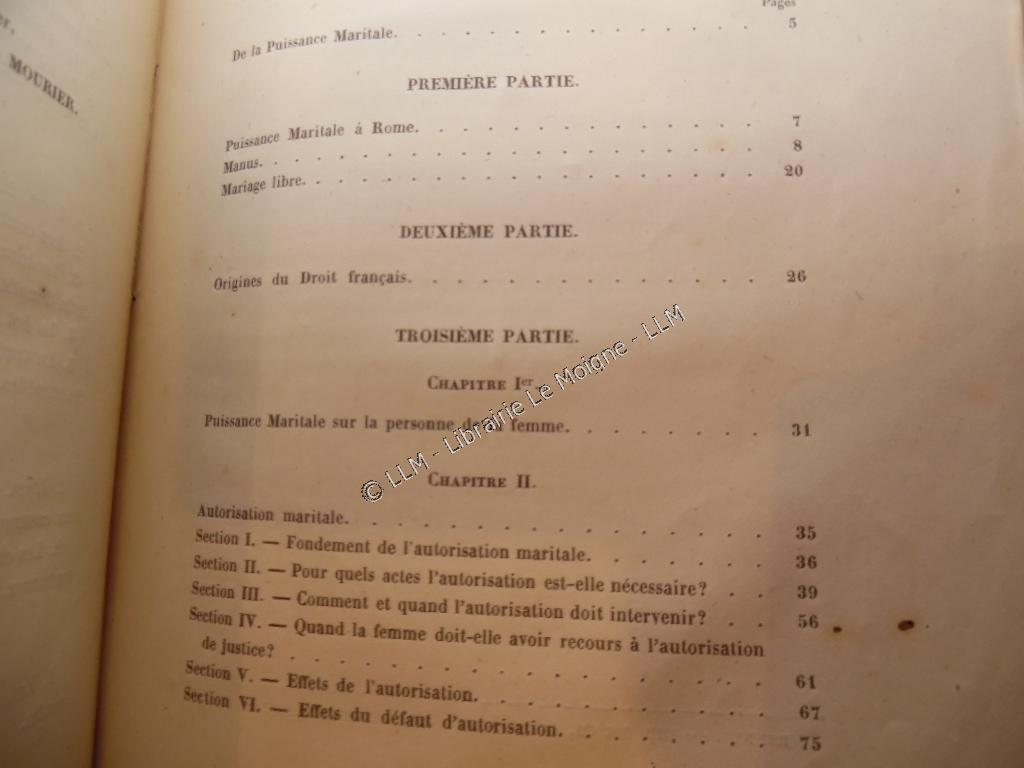 er,
MOURIER.
Pages
De la Puissance Maritale. . . . . . . . . . . . . . 5
PREMIÈRE PARTIE.
Puissance Maritale á Rome. . . . . . . . . . . . . . 7
Manus. . . . . . . . . . . . . . . . . . . . . 8
Mariage libre. . . . . . . . . . . . . . . . . . . 20
DEUXIÈME PARTIE.
Origines du Droit français. . . . . . . . . . . . . . 26
TROISIÈME PARTIE.
CHAPITRE Ier.
Puissance Maritale sur la personne de la femme. . . . . . . . 31
CHAPITRE II.
Autorisation maritale. . . . . . . . . . . . . . . . 35
Section I. — Fondement de l'autorisation maritale. . . . . . . 36
Section II. — Pour quels actes l'autorisation est-elle nécessaire? . . 39
Section III. — Comment et quand l'autorisation doit intervenir? . . 56
Section IV. — Quand la femme doit-elle avoir recours à l'autorisation
de justice? . . . . . . . . . . . . . . . . . . 61
Section V. — Effets de l'autorisation. . . . . . . . . . . 67
Section VI. — Effets du défaut d'autorisation. . . . . . . . 75
© LLM - Librairie Le Moigne - LLM